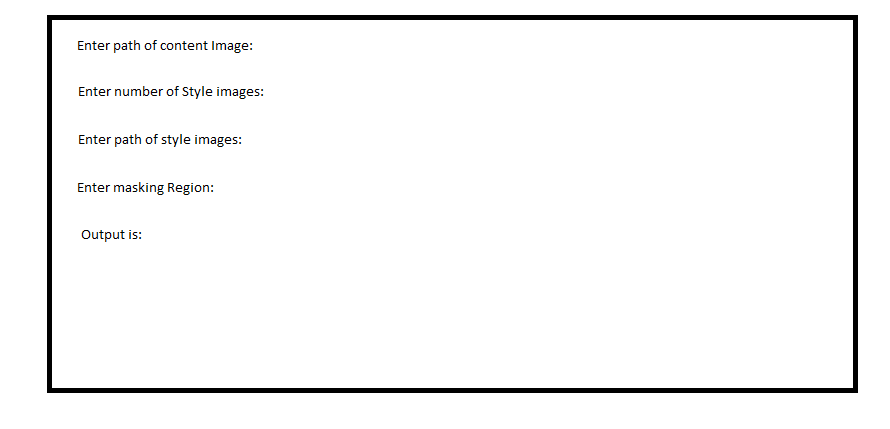 Enter path of content Image:
Enter number of Style images:
Enter path of style images:
Enter masking Region:
Output is: